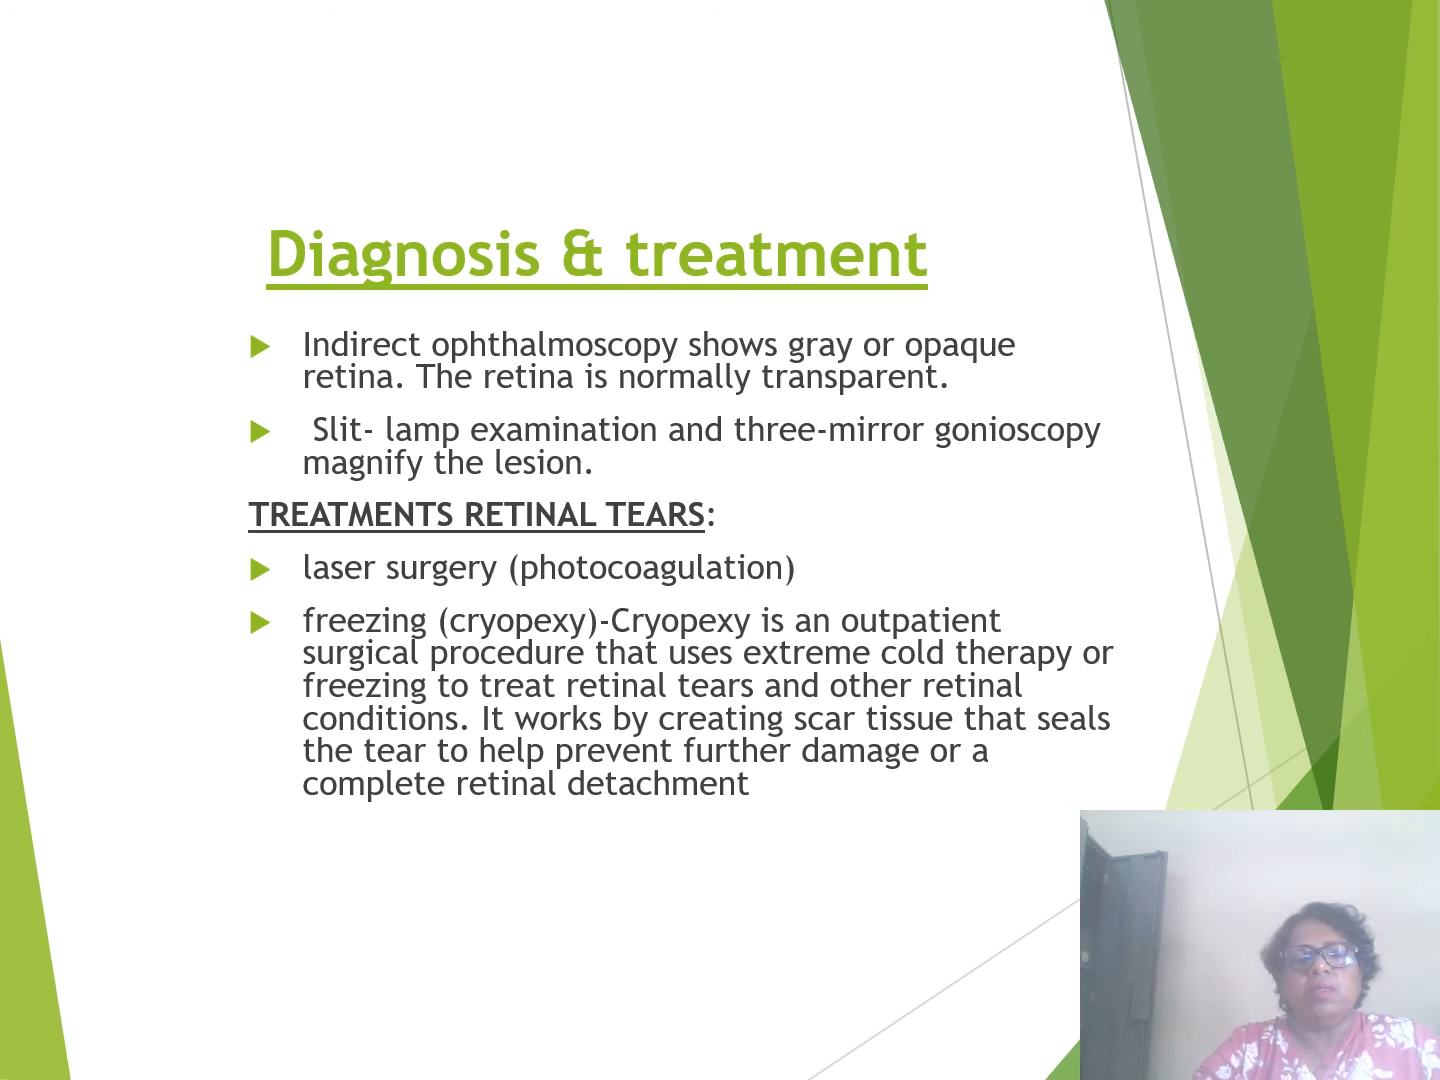 Diagnosis & treatment
Indirect ophthalmoscopy shows gray or opaque
retina. The retina is normally transparent.
Slit- lamp examination and three-mirror gonioscopy
magnify the lesion.
TREATMENTS RETINAL TEARS:
laser surgery (photocoagulation)
freezing (cryopexy)-Cryopexy is an outpatient
surgical procedure that uses extreme cold therapy or
freezing to treat retinal tears and other retinal
conditions. It works by creating scar tissue that seals
the tear to help prevent further damage or a
complete retinal detachment